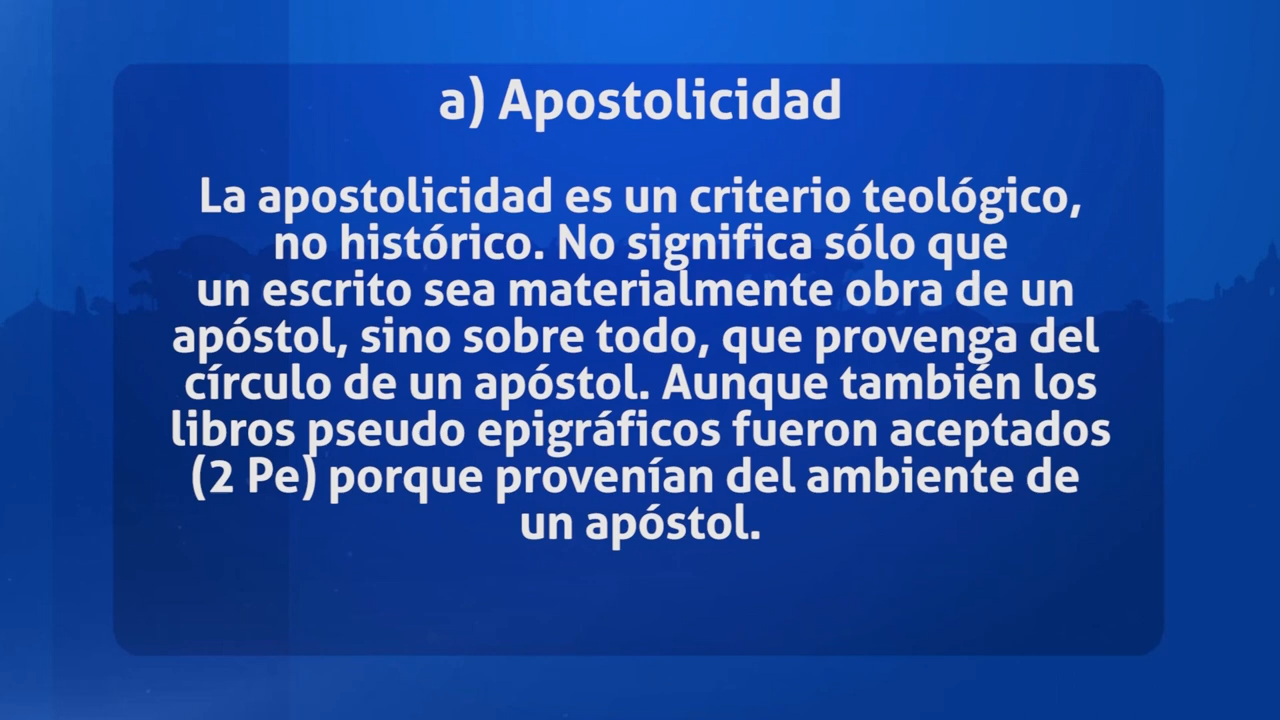 a) Apostolicidad
La apostolicidad es un criterio teológico,
no histórico. No significa sólo que
un escrito sea materialmente obra de un
apóstol, sino sobre todo, que provenga del
círculo de un apóstol. Aunque también los
libros pseudo epigráficos fueron aceptados
(2 Pe) porque provenían del ambiente de
un apóstol.